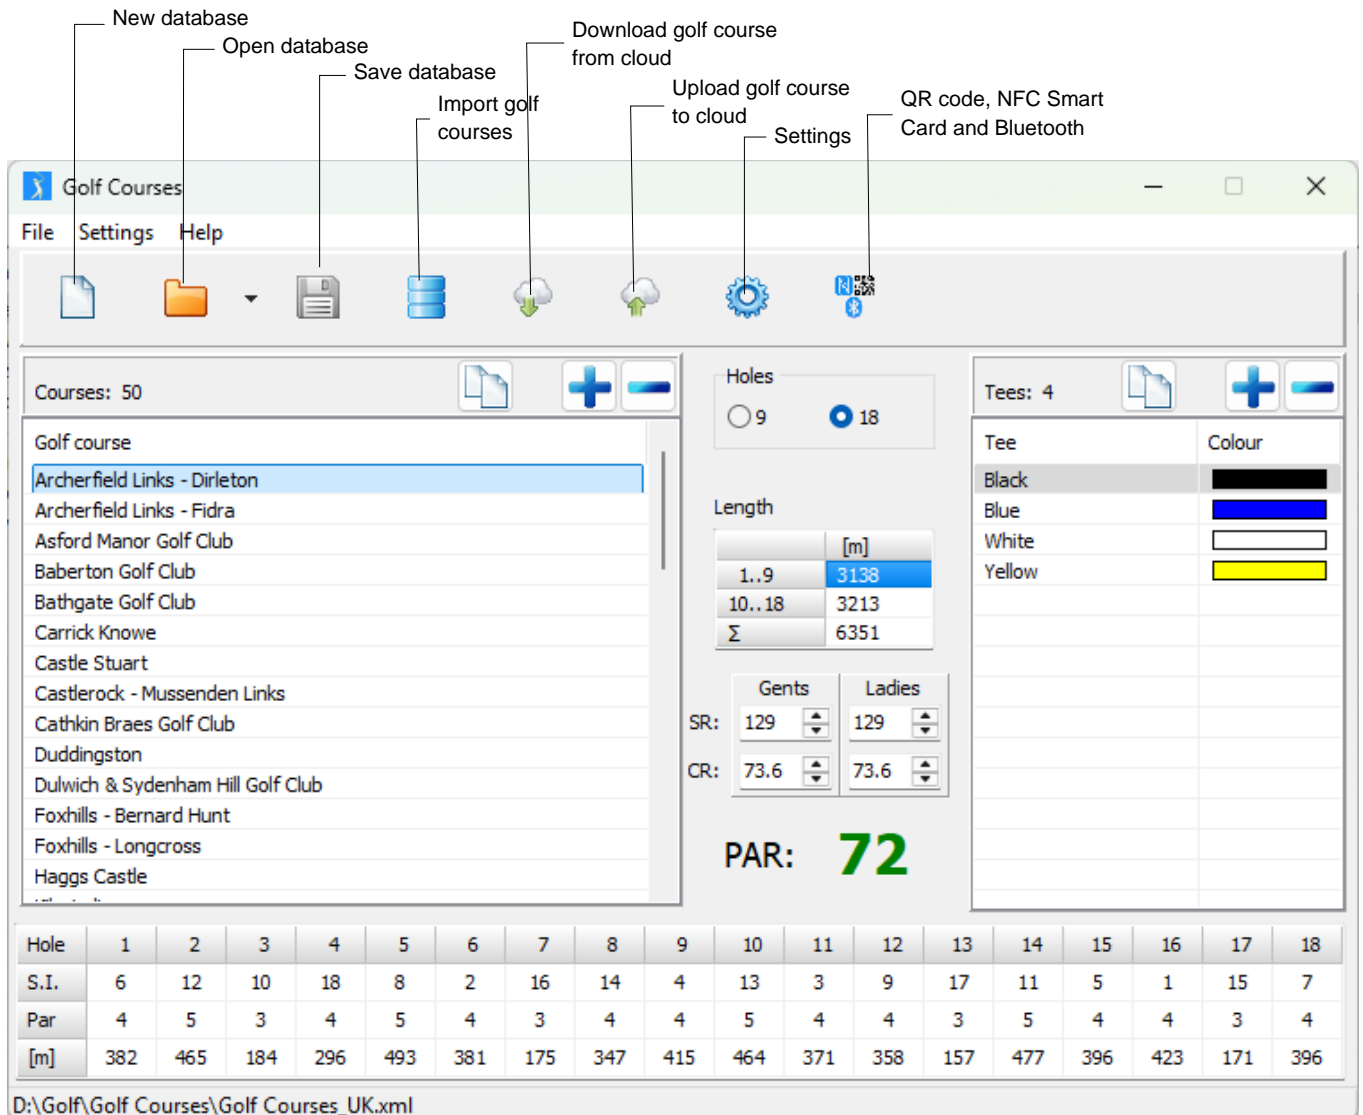 New database
Open database
Save database
Import golf
courses
Download golf course
from cloud
Upload golf course
to cloud
Settings
QR code, NFC Smart
Card and Bluetooth
Golf Courses
File Settings Help
Courses: 50
Golf course
Archerfield Links - Dirleton
Archerfield Links - Fidra
Asford Manor Golf Club
Baberton Golf Club
Bathgate Golf Club
Carrick Knowe
Castle Stuart
Castlerock - Mussenden Links
Cathkin Braes Golf Club
Duddingston
Dulwich & Sydenham Hill Golf Club
Foxhills - Bernard Hunt
Foxhills - Longcross
Haggs Castle
Holes
9 18
Length
[m]
1..9 3138
10..18 3213
Σ 6351
Gents Ladies
SR: 129 129
CR: 73.6 73.6
PAR: 72
Tees: 4
Tee Colour
Black
Blue
White
Yellow
Hole 1 2 3 4 5 6 7 8 9 10 11 12 13 14 15 16 17 18
S.I. 6 12 10 18 8 2 16 14 4 13 3 9 17 11 5 1 15 7
Par 4 5 3 4 5 4 3 4 4 5 4 4 3 5 4 4 3 4
[m] 382 465 184 296 493 381 175 347 415 464 371 358 157 477 396 423 171 396
D:\Golf\Golf Courses\Golf Courses_UK.xml